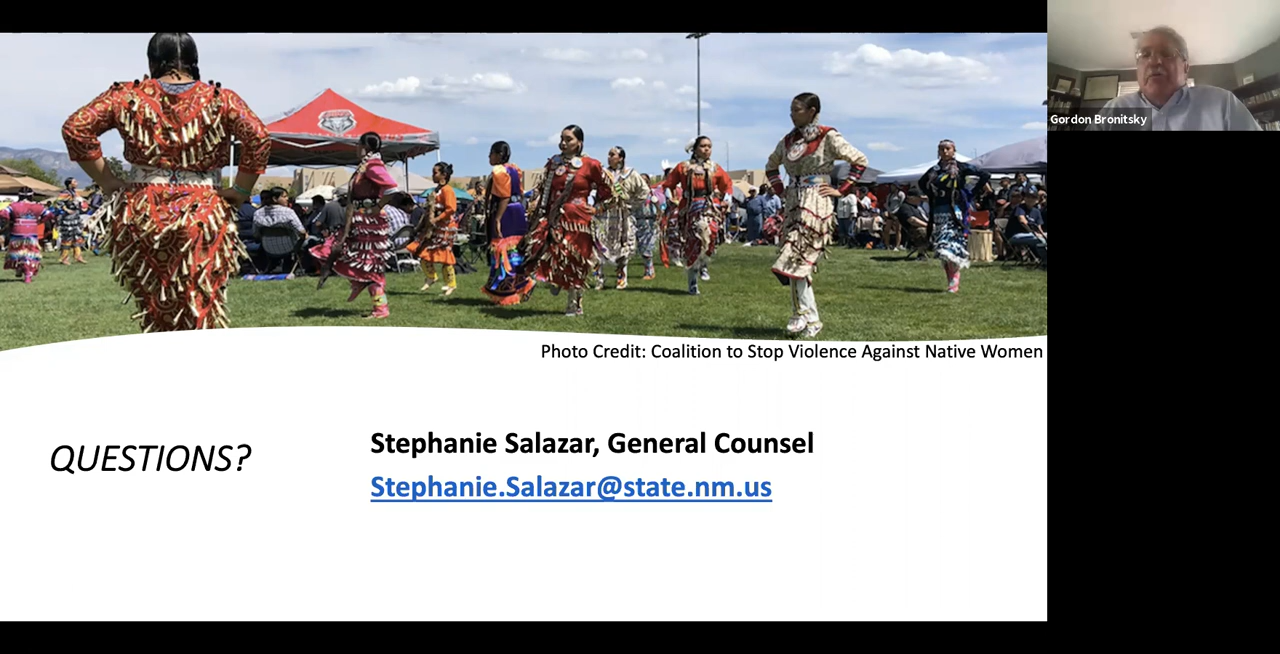 Gordon Bronitsky
Photo Credit: Coalition to Stop Violence Against Native Women
QUESTIONS?
Stephanie Salazar, General Counsel
Stephanie.Salazar@state.nm.us